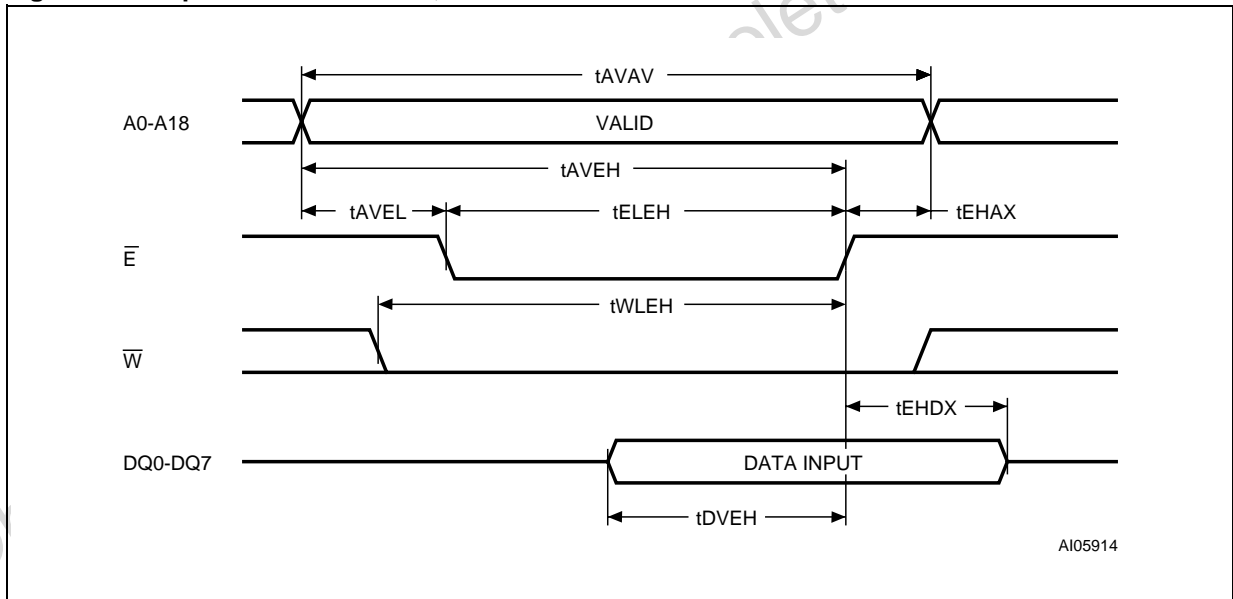 tAVAV
A0-A18 VALID
tAVEH
tAVEL tELEH tEHAX
E̅
tWLEH
W̅
tEHDX
DQ0-DQ7 DATA INPUT
tDVEH
AI05914